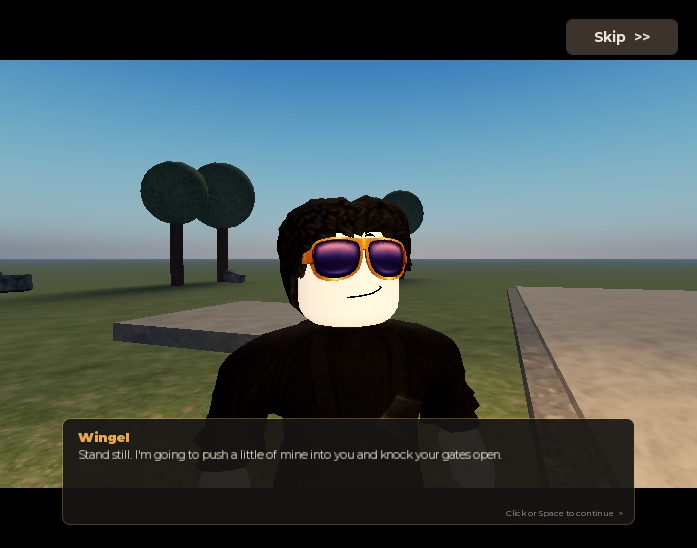 Skip >>
Wingel
Stand still. I'm going to push a little of mine into you and knock your gates open.
Click or Space to continue >